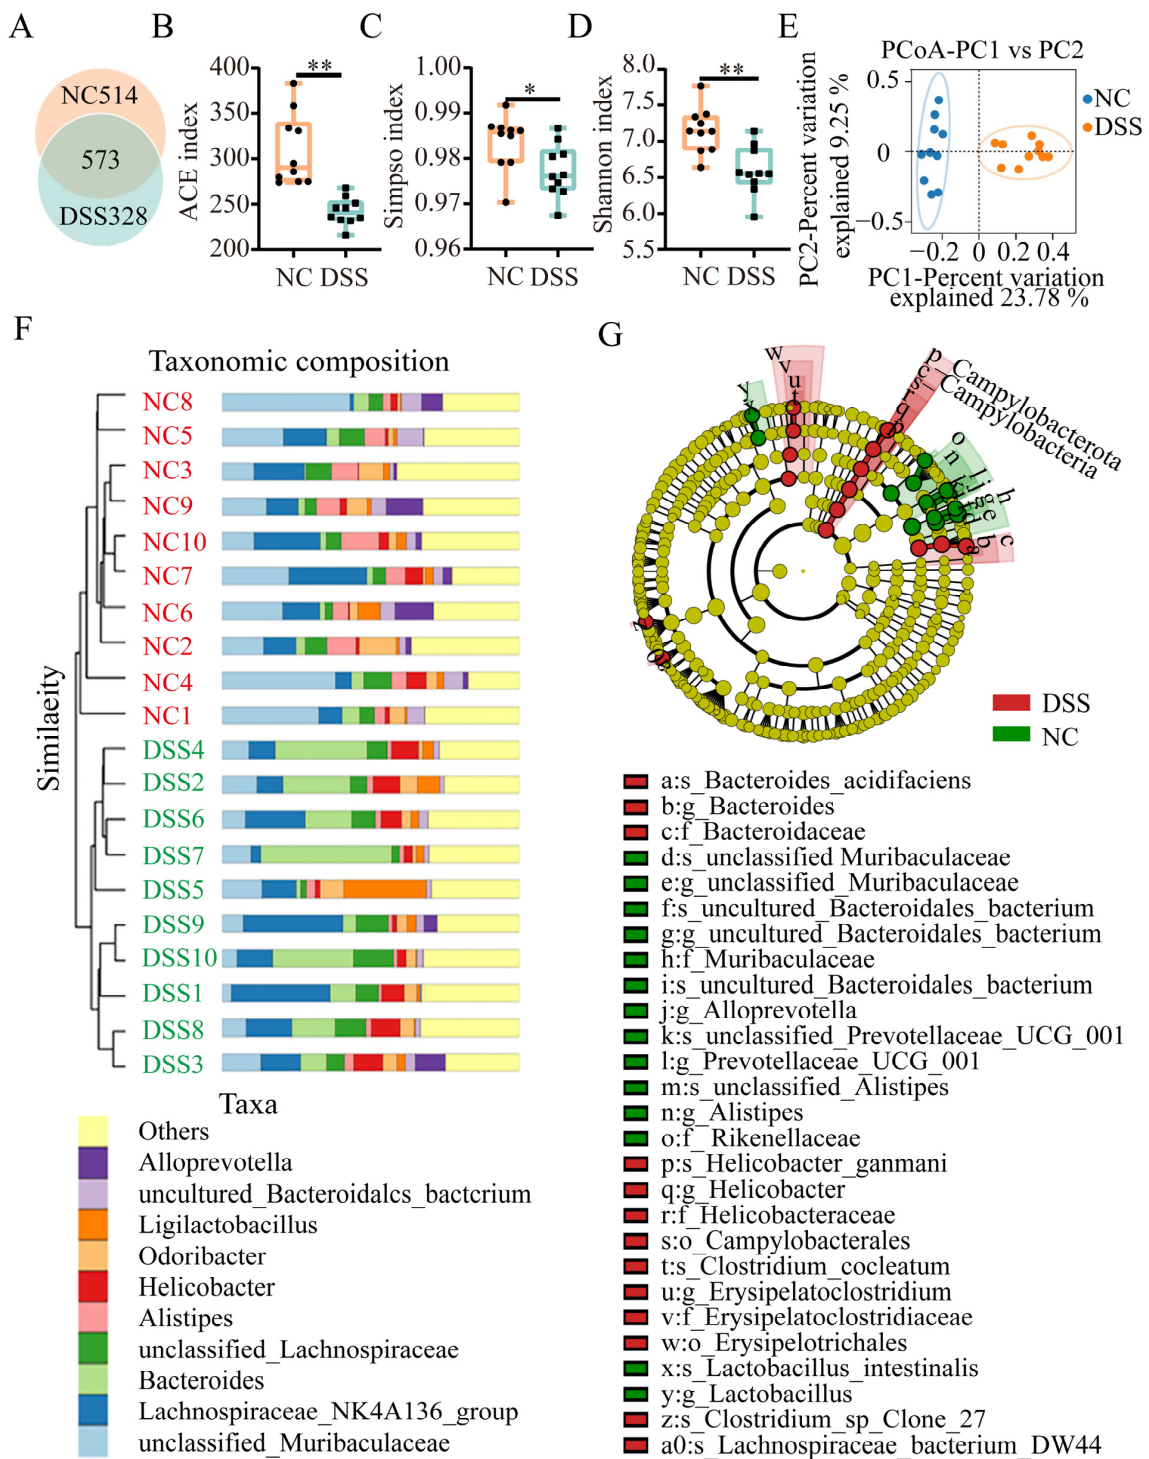 A
B
C
D
E
NC514
573
DSS328
ACE index
400
350
300
250
200
**
NC DSS
Simpso index
1.00
0.99
0.98
0.97
0.96
*
NC DSS
Shannon index
8.0
7.5
7.0
6.5
6.0
5.5
**
NC DSS
PCoA-PC1 vs PC2
PC2-Percent variation
explained 9.25 %
0.5
0
−0.5
−0.2 0 0.2 0.4
PC1-Percent variation
explained 23.78 %
NC
DSS
F
Taxonomic composition
Similaeity
NC8
NC5
NC3
NC9
NC10
NC7
NC6
NC2
NC4
NC1
DSS4
DSS2
DSS6
DSS7
DSS5
DSS9
DSS10
DSS1
DSS8
DSS3
Taxa
Others
Alloprevotella
uncultured_Bacteroidalcs_bactcrium
Ligilactobacillus
Odoribacter
Helicobacter
Alistipes
unclassified_Lachnospiraceae
Bacteroides
Lachnospiraceae_NK4A136_group
unclassified_Muribaculaceae
G
w
v
u
t
y
p_Campylobacterota
c_Campylobacteria
s
r
q
p
o
n
l
i
h
g
e
d
c
b
a
z
DSS
NC
a:s_Bacteroides_acidifaciens
b:g_Bacteroides
c:f_Bacteroidaceae
d:s_unclassified Muribaculaceae
e:g_unclassified_Muribaculaceae
f:s_uncultured_Bacteroidales_bacterium
g:g_uncultured_Bacteroidales_bacterium
h:f_Muribaculaceae
i:s_uncultured_Bacteroidales_bacterium
j:g_Alloprevotella
k:s_unclassified_Prevotellaceae_UCG_001
l:g_Prevotellaceae_UCG_001
m:s_unclassified_Alistipes
n:g_Alistipes
o:f_Rikenellaceae
p:s_Helicobacter_ganmani
q:g_Helicobacter
r:f_Helicobacteraceae
s:o_Campylobacterales
t:s_Clostridium_cocleatum
u:g_Erysipelatoclostridium
v:f_Erysipelatoclostridiaceae
w:o_Erysipelotrichales
x:s_Lactobacillus_intestinalis
y:g_Lactobacillus
z:s_Clostridium_sp_Clone_27
a0:s_Lachnospiraceae_bacterium_DW44